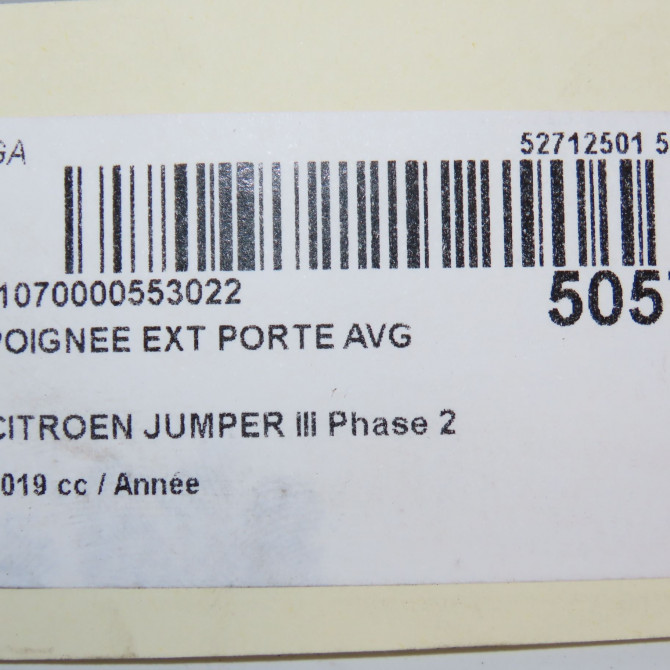 GA
52712501 5
1070000553022
505
POIGNEE EXT PORTE AVG
CITROEN JUMPER III Phase 2
019 cc / Année